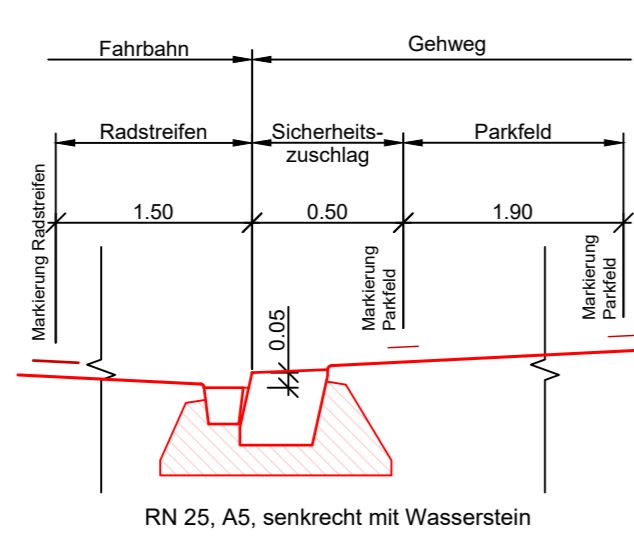 Fahrbahn
Gehweg
Radstreifen
Sicherheits-
zuschlag
Parkfeld
1.50
0.50
1.90
Markierung Radstreifen
Markierung
Parkfeld
Markierung
Parkfeld
0.05
RN 25, A5, senkrecht mit Wasserstein